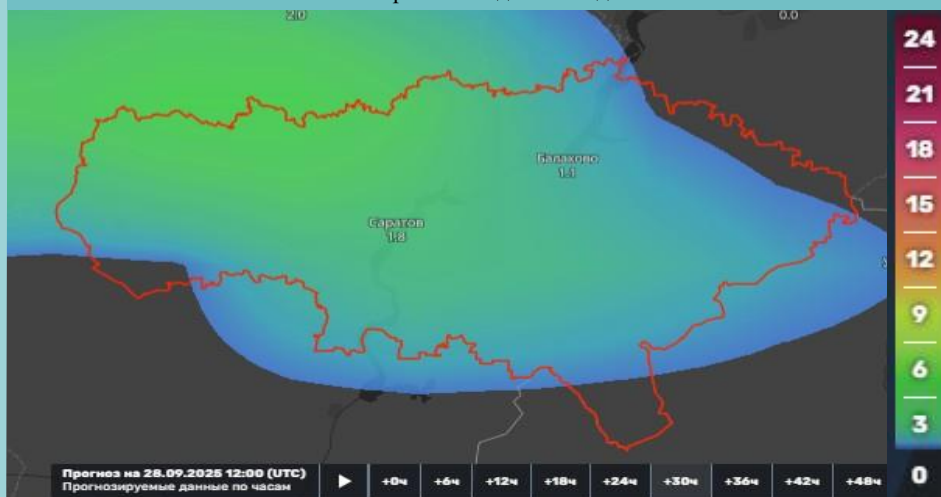 2.0
0.0
24
21
18
Балаково
1.1
15
Саратов
1.8
12
9
6
3
Прогноз на 28.09.2025 12:00 (UTC)
Прогнозируемые данные по часам
+0ч
+6ч
+12ч
+18ч
+24ч
+30ч
+36ч
+42ч
+48ч
0